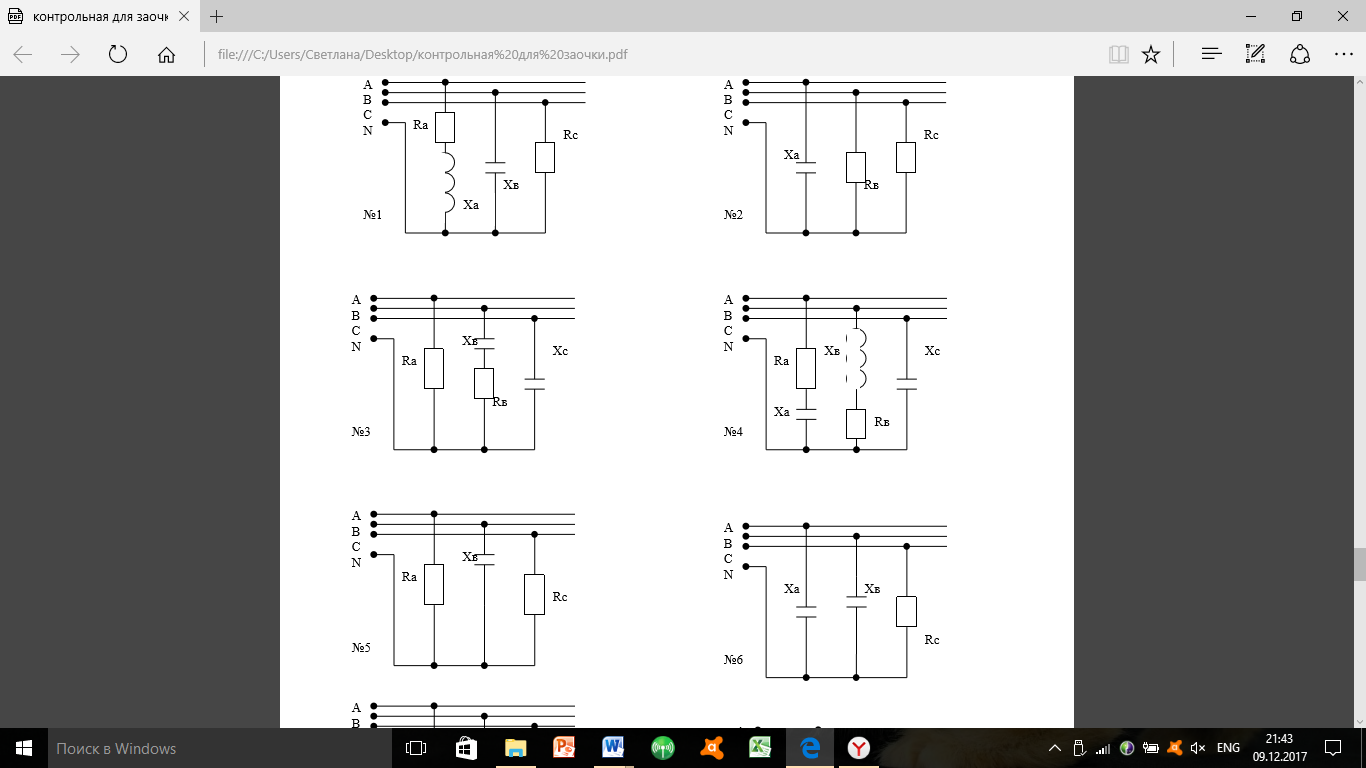 контрольная для заочк
file:///C:/Users/Светлана/Desktop/контрольная%20для%20заочки.pdf
A
B
C
N
Ra
Xa
Xв
Rc
№1
A
B
C
N
Xa
Rв
Rc
№2
A
B
C
N
Ra
Xв
Rв
Xc
№3
A
B
C
N
Ra
Xa
Xв
Rв
Xc
№4
A
B
C
N
Ra
Xв
Rc
№5
A
B
C
N
Xa
Xв
Rc
№6
A
B
Поиск в Windows
ENG
21:43
09.12.2017